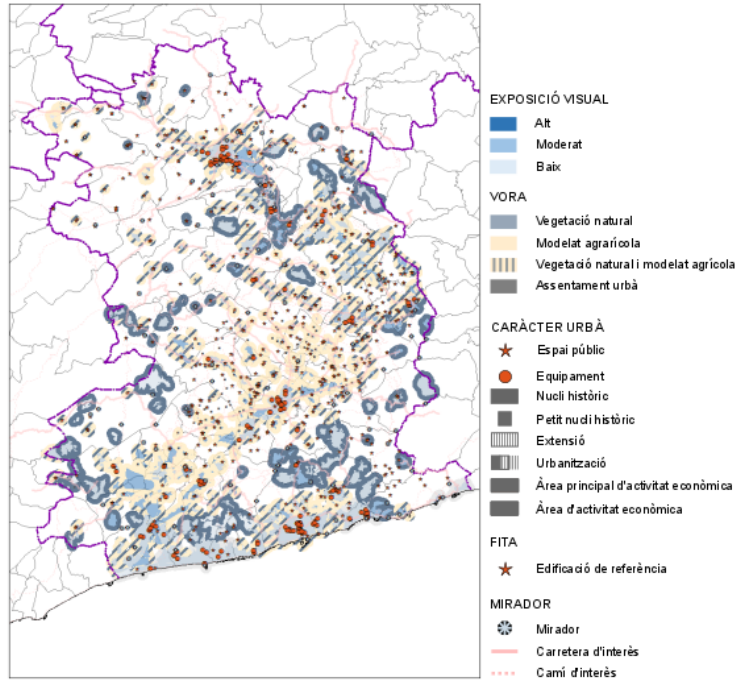 EXPOSICIÓ VISUAL
Alt
Moderat
Baix
VORA
Vegetació natural
Modelat agrarícola
Vegetació natural i modelat agrícola
Assentament urbà
CARÀCTER URBÀ
Espai públic
Equipament
Nucli històric
Petit nucli històric
Extensió
Urbanització
Àrea principal d'activitat econòmica
Àrea d'activitat econòmica
FITA
Edificació de referència
MIRADOR
Mirador
Carretera d'interès
Camí d'interès